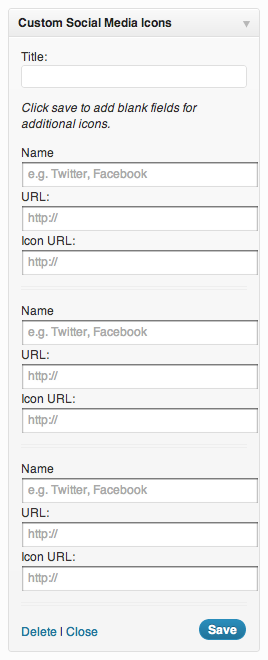 Custom Social Media Icons
Title:
Click save to add blank fields for
additional icons.
Name
e.g. Twitter, Facebook
URL:
http://
Icon URL:
http://
Name
e.g. Twitter, Facebook
URL:
http://
Icon URL:
http://
Name
e.g. Twitter, Facebook
URL:
http://
Icon URL:
http://
Delete | Close
Save